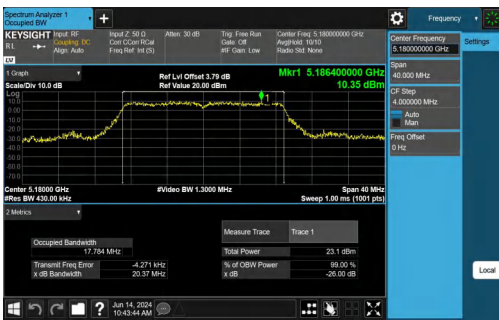 Spectrum Analyzer 1
Occupied BW
Frequency
KEYSIGHT
RL
Input: RF
Coupling: DC
Align: Auto
Input Z: 50 Ω
Corr CCorr RCal
Freq Ref: Int (S)
Atten: 30 dB
Trig: Free Run
Gate: Off
#IF Gain: Low
Center Freq: 5.180000000 GHz
Avg|Hold: 10/10
Radio Std: None
LV
1 Graph
Scale/Div 10.0 dB
Ref Lvl Offset 3.79 dB
Ref Value 20.00 dBm
Mkr1 5.186400000 GHz
10.35 dBm
Log
10.0
0.00
-10.0
-20.0
-30.0
-40.0
-50.0
-60.0
-70.0
1
Center 5.18000 GHz
#Res BW 430.00 kHz
#Video BW 1.3000 MHz
Span 40 MHz
Sweep 1.00 ms (1001 pts)
2 Metrics
Measure Trace
Trace 1
Occupied Bandwidth
17.784 MHz
Total Power
23.1 dBm
Transmit Freq Error
-4.271 kHz
% of OBW Power
99.00 %
x dB Bandwidth
20.37 MHz
x dB
-26.00 dB
Center Frequency
5.180000000 GHz
Settings
Span
40.000 MHz
CF Step
4.000000 MHz
Auto
Man
Freq Offset
0 Hz
Local
?
Jun 14, 2024
10:43:44 AM